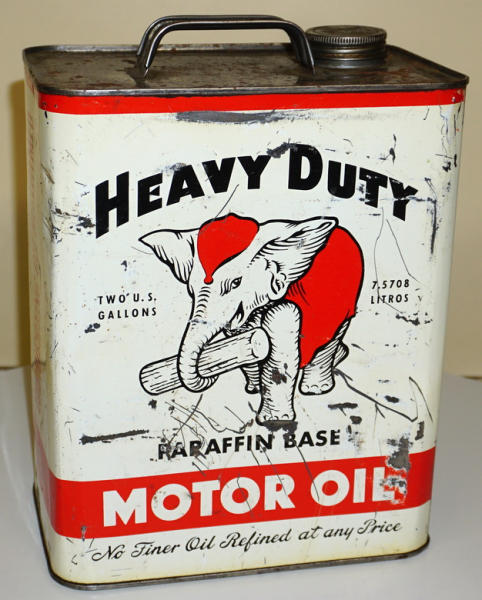 HEAVY DUTY
TWO U.S.
GALLONS
7.5708
LITROS
PARAFFIN BASE
MOTOR OIL
No Finer Oil Refined at any Price